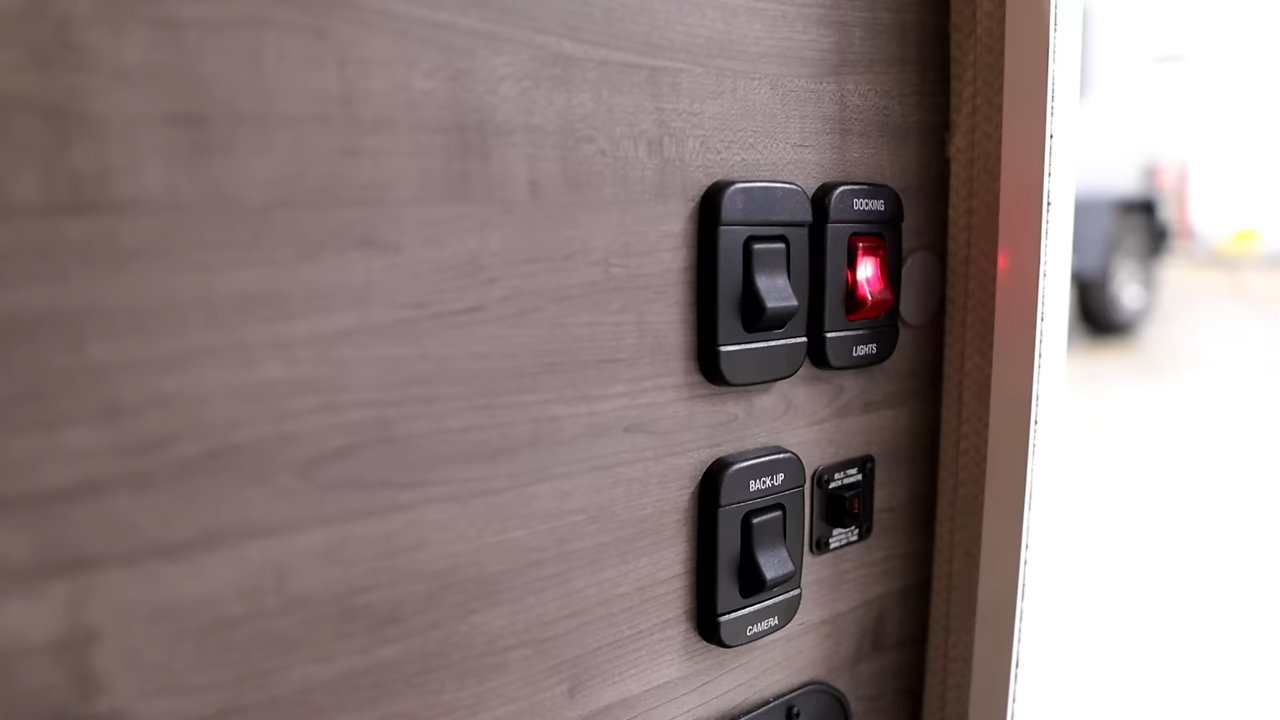 DOCKING
LIGHTS
BACK-UP
CAMERA
ELECTRIC
JACK REMOTE